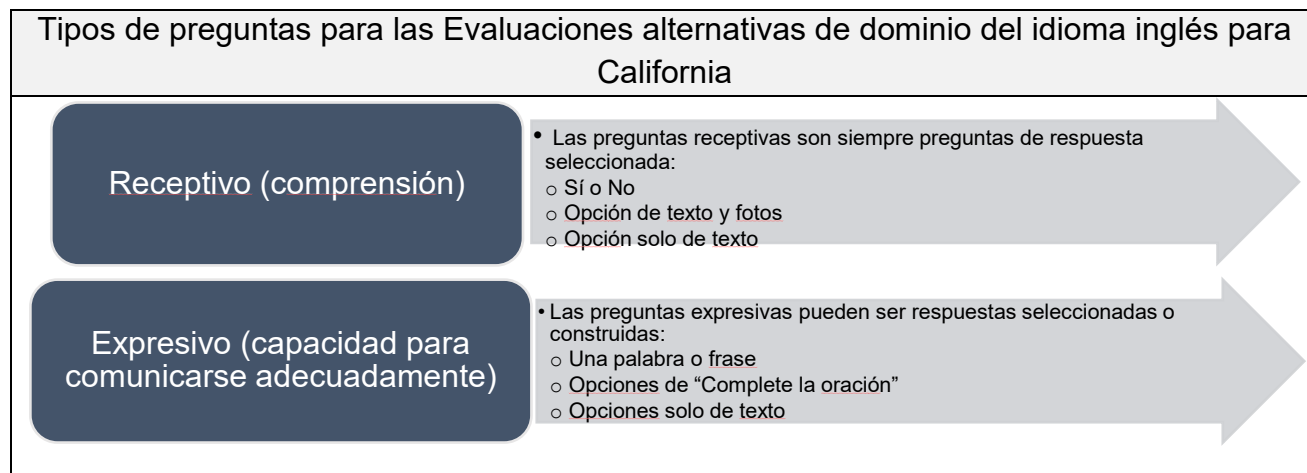 Tipos de preguntas para las Evaluaciones alternativas de dominio del idioma inglés para
California
Receptivo (comprensión)
• Las preguntas receptivas son siempre preguntas de respuesta
seleccionada:
o Sí o No
o Opción de texto y fotos
o Opción solo de texto
Expresivo (capacidad para
comunicarse adecuadamente)
• Las preguntas expresivas pueden ser respuestas seleccionadas o
construidas:
o Una palabra o frase
o Opciones de “Complete la oración”
o Opciones solo de texto